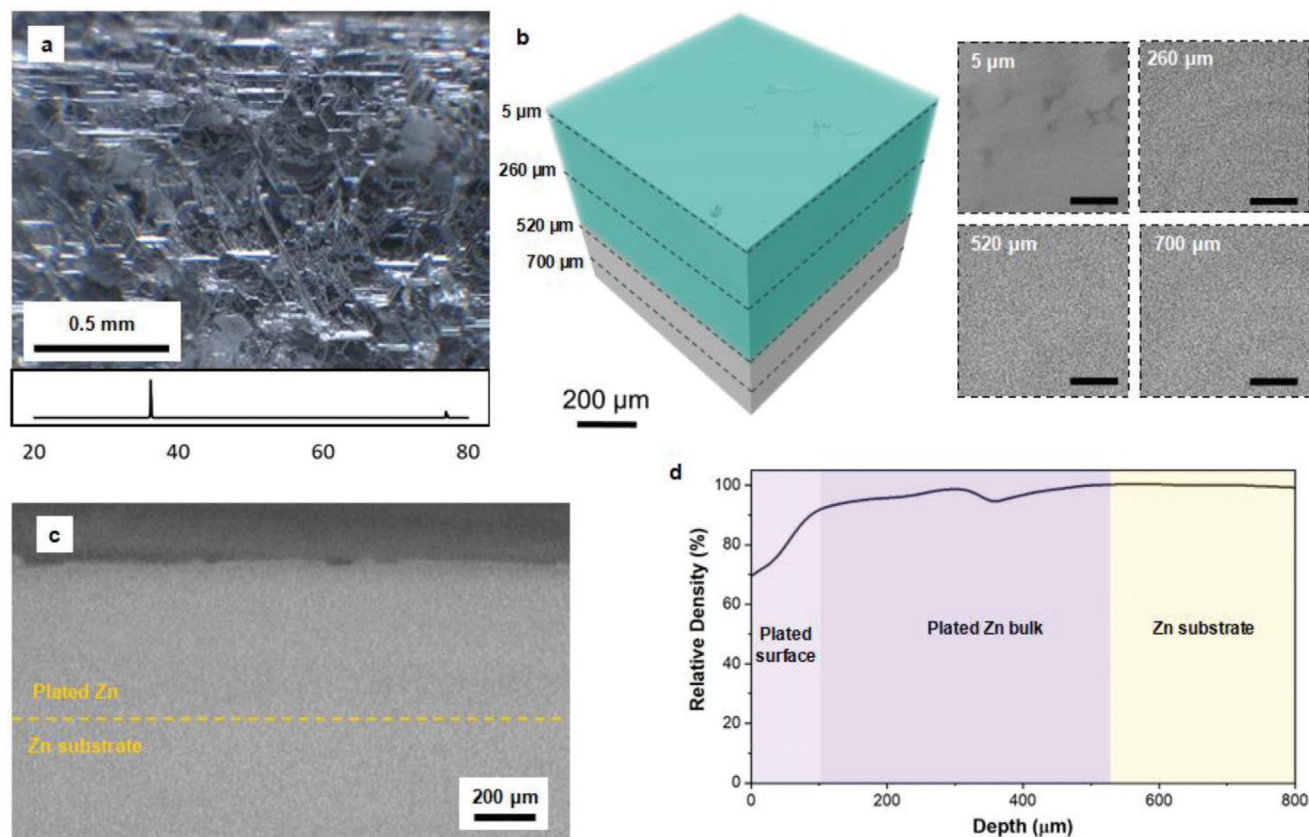 a
0.5 mm
20 40 60 80
b
5 µm
260 µm
520 µm
700 µm
200 µm
5 µm
260 µm
520 µm
700 µm
c
Plated Zn
Zn substrate
200 µm
d
Relative Density (%)
100
80
60
40
20
0
Plated
surface
Plated Zn bulk
Zn substrate
0 200 400 600 800
Depth (µm)